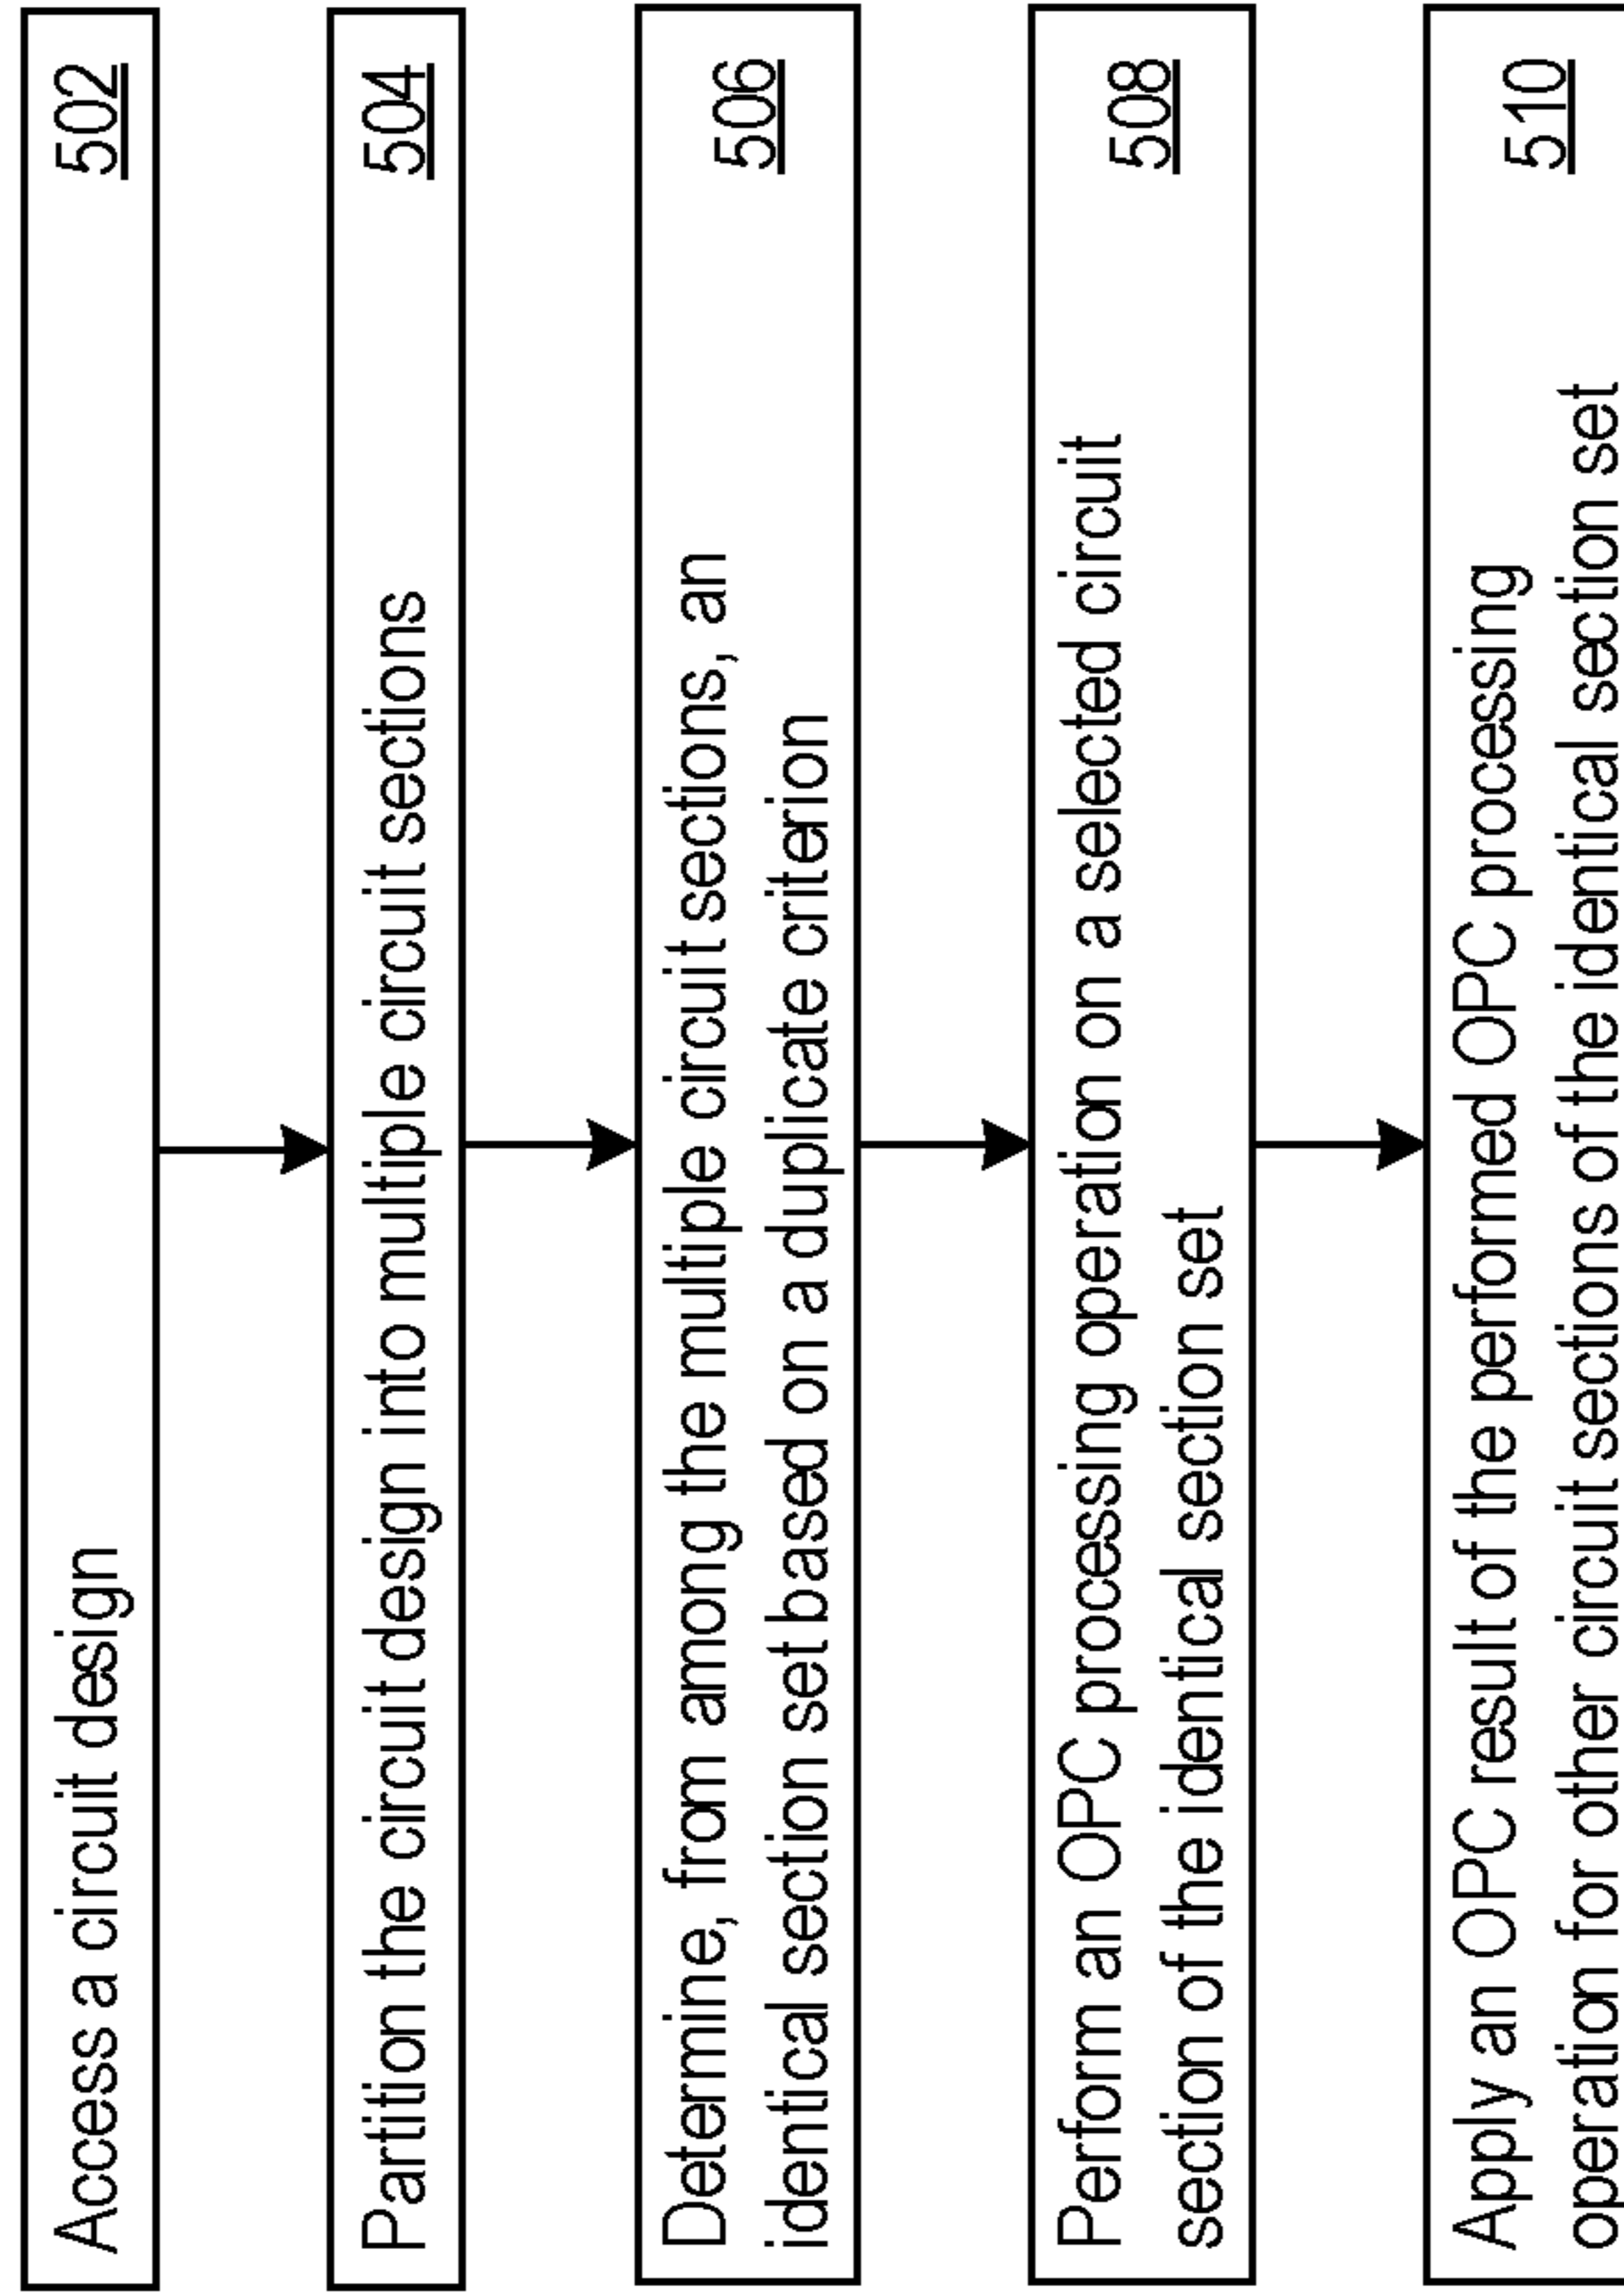 Access a circuit design 502
Partition the circuit design into multiple circuit sections 504
Determine, from among the multiple circuit sections, an 506
identical section set based on a duplicate criterion
Perform an OPC processing operation on a selected circuit 508
section of the identical section set
Apply an OPC result of the performed OPC processing 510
operation for other circuit sections of the identical section set